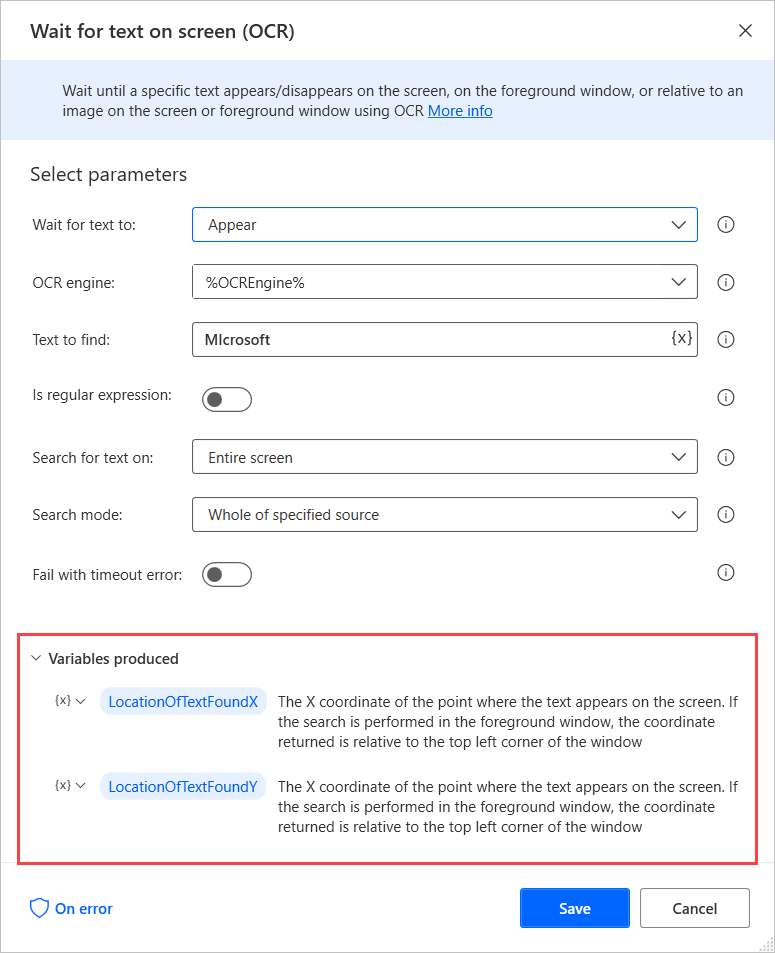 Wait for text on screen (OCR)
Wait until a specific text appears/disappears on the screen, on the foreground window, or relative to an
image on the screen or foreground window using OCR More info
Select parameters
Wait for text to: Appear
OCR engine: %OCREngine%
Text to find: MIcrosoft {x}
Is regular expression:
Search for text on: Entire screen
Search mode: Whole of specified source
Fail with timeout error:
Variables produced
{x} LocationOfTextFoundX The X coordinate of the point where the text appears on the screen. If
the search is performed in the foreground window, the coordinate
returned is relative to the top left corner of the window
{x} LocationOfTextFoundY The X coordinate of the point where the text appears on the screen. If
the search is performed in the foreground window, the coordinate
returned is relative to the top left corner of the window
On error Save Cancel